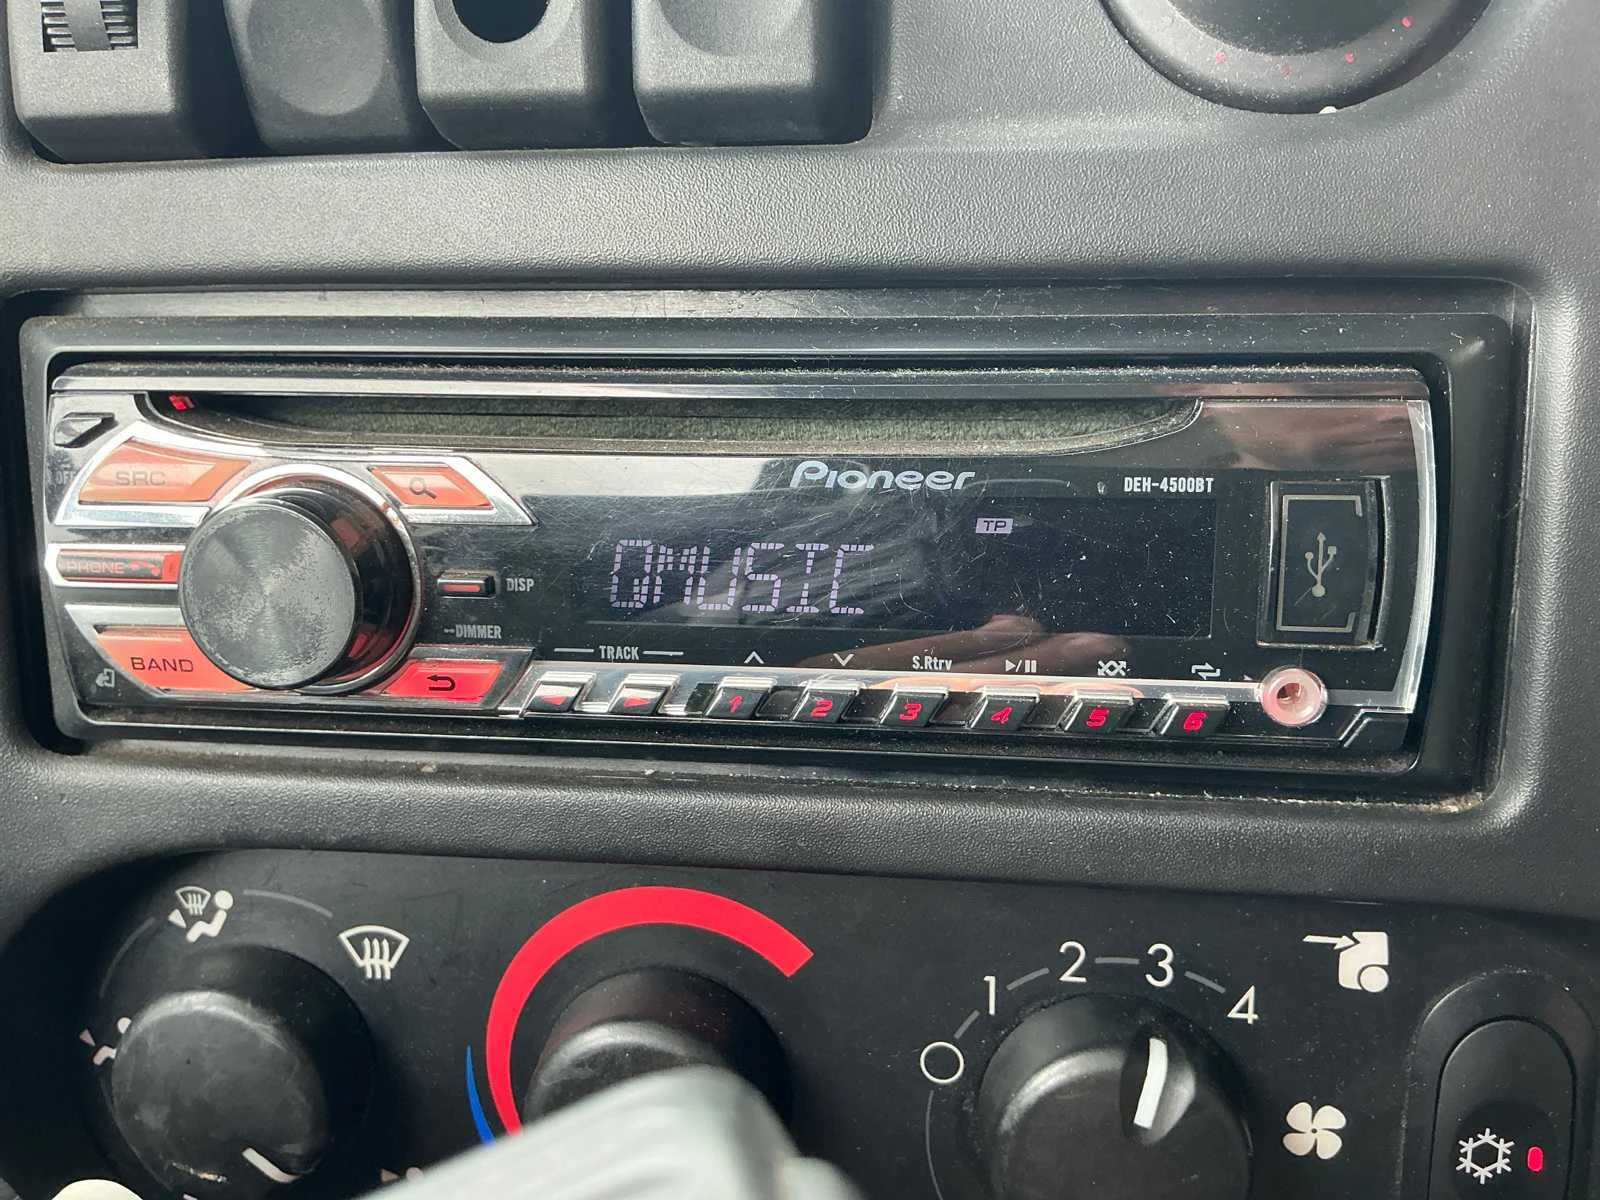 Pioneer
DEH-4500BT
SRC
TP
QMUSIC
PHONE
DISP
DIMMER
BAND
TRACK
S.Rtrv
1 2 3 4 5 6
1 2 3 4